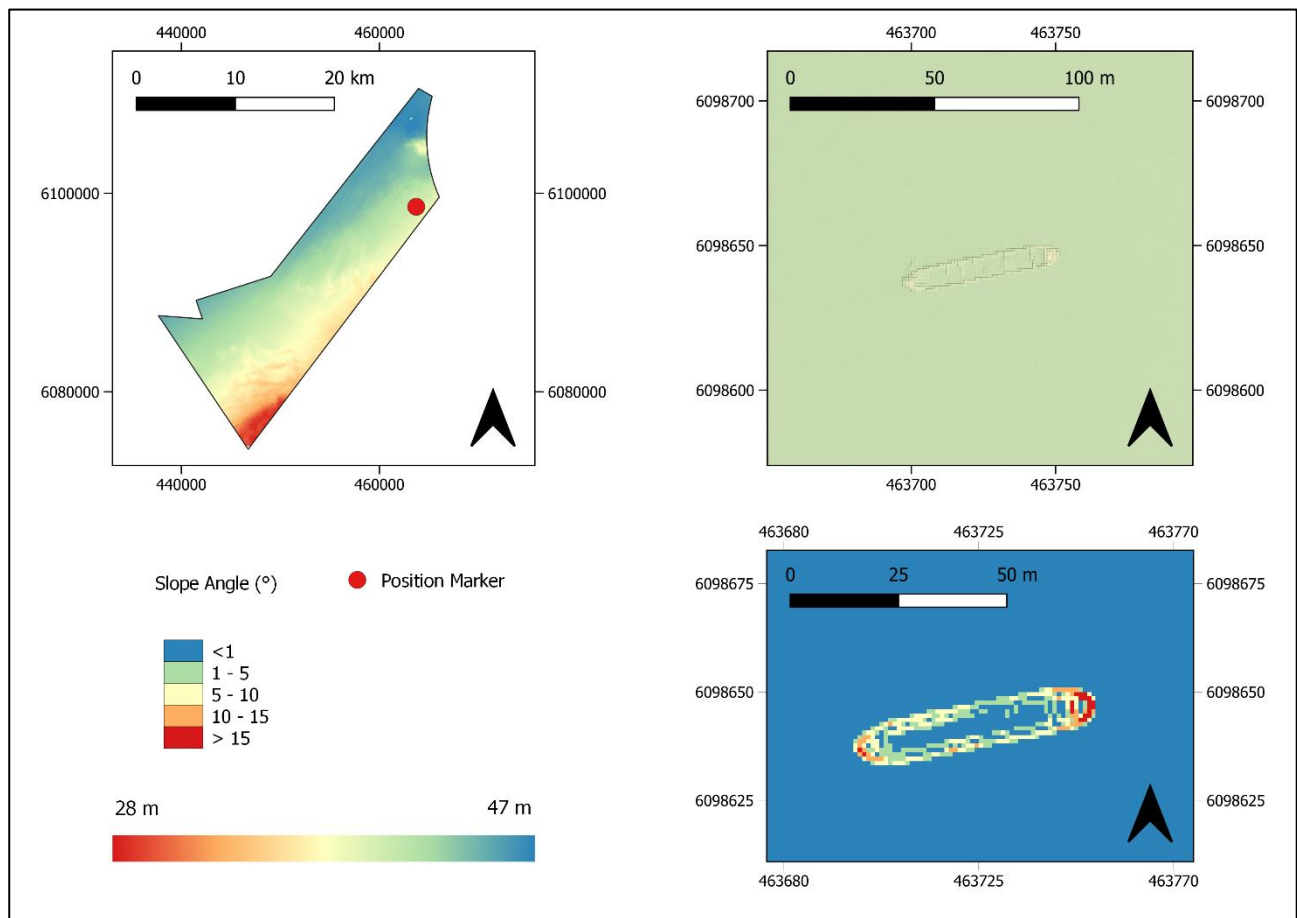 440000 460000
0 10 20 km
6100000 6100000
6080000 6080000
440000 460000
463700 463750
0 50 100 m
6098700 6098700
6098650 6098650
6098600 6098600
463700 463750
Slope Angle (°)
Position Marker
<1
1 - 5
5 - 10
10 - 15
> 15
28 m 47 m
463680 463725 463770
0 25 50 m
6098675 6098675
6098650 6098650
6098625 6098625
463680 463725 463770